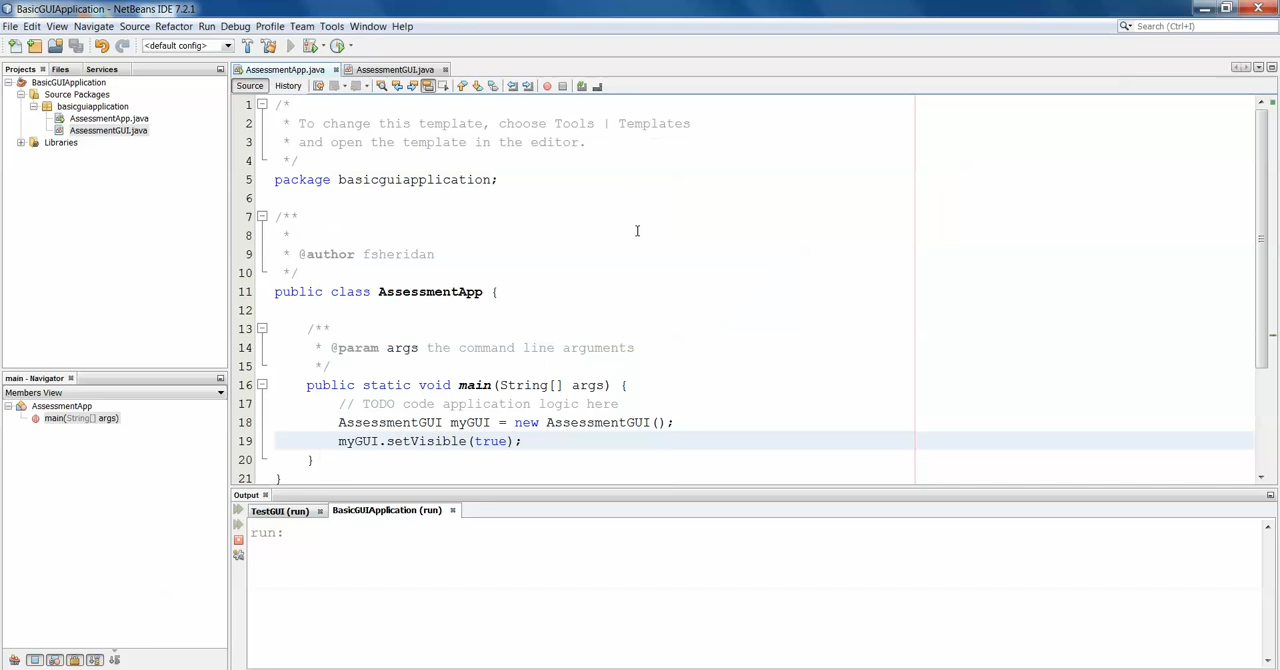 BasicGUIApplication - NetBeans IDE 7.2.1
File Edit View Navigate Source Refactor Run Debug Profile Team Tools Window Help
Search (Ctrl+I)
<default config>
Projects Files Services
BasicGUIApplication
Source Packages
basicguiapplication
AssessmentApp.java
AssessmentGUI.java
Libraries
main - Navigator
Members View
AssessmentApp
main(String[] args)
AssessmentApp.java AssessmentGUI.java
Source History
1 /*
2 * To change this template, choose Tools | Templates
3 * and open the template in the editor.
4 */
5 package basicguiapplication;
6
7 /**
8 *
9 * @author fsheridan
10 */
11 public class AssessmentApp {
12
13 /**
14 * @param args the command line arguments
15 */
16 public static void main(String[] args) {
17 // TODO code application logic here
18 AssessmentGUI myGUI = new AssessmentGUI();
19 myGUI.setVisible(true);
20 }
21 }
Output
TestGUI (run) BasicGUIApplication (run)
run: